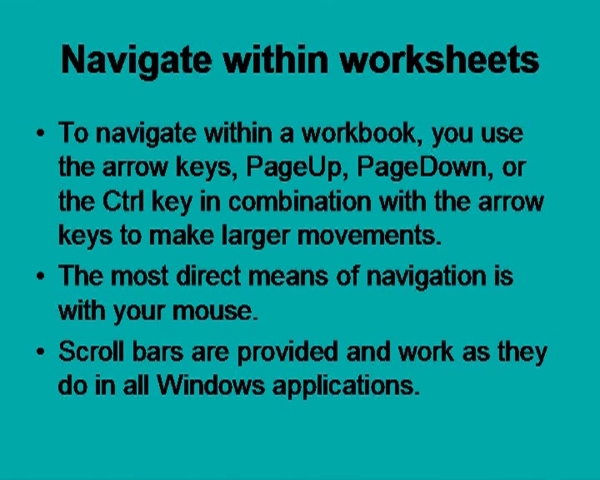 Navigate within worksheets
• To navigate within a workbook, you use
the arrow keys, PageUp, PageDown, or
the Ctrl key in combination with the arrow
keys to make larger movements.
• The most direct means of navigation is
with your mouse.
• Scroll bars are provided and work as they
do in all Windows applications.